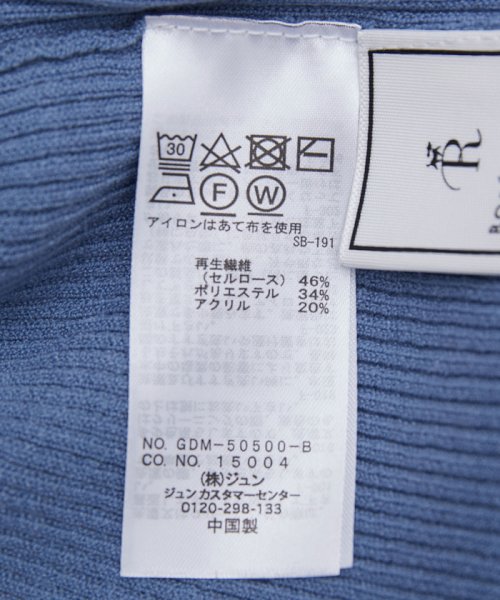 30
F W
アイロンはあて布を使用
SB-191
再生繊維
（セルロース） 46%
ポリエステル 34%
アクリル 20%
NO. GDM-50500-B
CO. NO. 15004
(株)ジュン
ジュン カスタマーセンター
0120-298-133
中国製
R